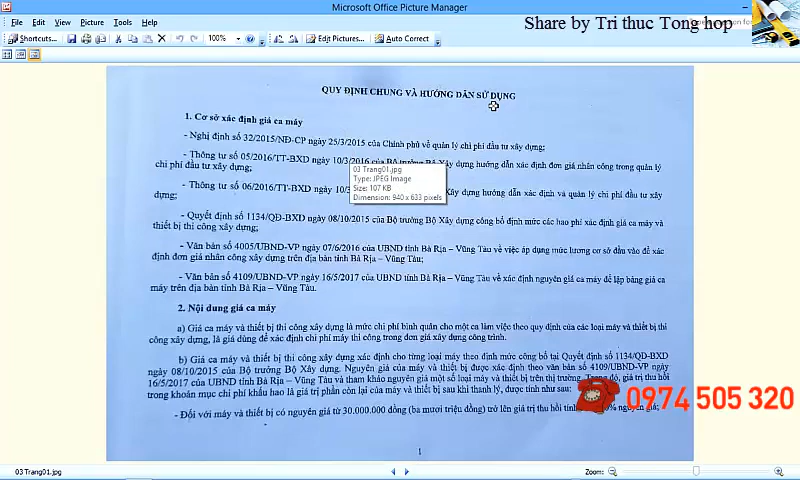 Microsoft Office Picture Manager
File Edit View Picture Tools Help
Share by Tri thuc Tong hop
Shortcuts... 100% Edit Pictures... Auto Correct
QUY ĐỊNH CHUNG VÀ HƯỚNG DẪN SỬ DỤNG
1. Cơ sở xác định giá ca máy
- Nghị định số 32/2015/NĐ-CP ngày 25/3/2015 của Chính phủ về quản lý chi phí đầu tư xây dựng;
- Thông tư số 05/2016/TT-BXD ngày 10/3/2016 của Bộ trưởng Bộ Xây dựng hướng dẫn xác định đơn giá nhân công trong quản lý
chi phí đầu tư xây dựng;
- Thông tư số 06/2016/TT-BXD ngày 10/3 Xây dựng hướng dẫn xác định và quản lý chi phí đầu tư xây
dựng;
03 Trang01.jpg
Type: JPEG Image
Size: 107 KB
Dimension: 940 x 633 pixels
- Quyết định số 1134/QĐ-BXD ngày 08/10/2015 của Bộ trưởng Bộ Xây dựng công bố định mức các hao phí xác định giá ca máy và
thiết bị thi công xây dựng;
- Văn bản số 4005/UBND-VP ngày 07/6/2016 của UBND tỉnh Bà Rịa – Vũng Tàu về việc áp dụng mức lương cơ sở đầu vào để xác
định đơn giá nhân công xây dựng trên địa bàn tỉnh Bà Rịa – Vũng Tàu;
- Văn bản số 4109/UBND-VP ngày 16/5/2017 của UBND tỉnh Bà Rịa – Vũng Tàu về xác định nguyên giá ca máy để lập bảng giá ca
máy trên địa bàn tỉnh Bà Rịa – Vũng Tàu.
2. Nội dung giá ca máy
a) Giá ca máy và thiết bị thi công xây dựng là mức chi phí bình quân cho một ca làm việc theo quy định của các loại máy và thiết bị thi
công xây dựng, là giá dùng để xác định chi phí máy thi công trong đơn giá xây dựng công trình.
b) Giá ca máy và thiết bị thi công xây dựng xác định cho từng loại máy theo định mức công bố tại Quyết định số 1134/QĐ-BXD
ngày 08/10/2015 của Bộ trưởng Bộ Xây dựng. Nguyên giá của máy và thiết bị được xác định theo văn bản số 4109/UBND-VP ngày
16/5/2017 của UBND tỉnh Bà Rịa – Vũng Tàu và tham khảo nguyên giá một số loại máy và thiết bị trên thị trường. Trong đó, giá trị thu hồi
trong khoản mục chi phí khấu hao là giá trị phần còn lại của máy và thiết bị sau khi thanh lý, được tính như sau:
- Đối với máy và thiết bị có nguyên giá từ 30.000.000 đồng (ba mươi triệu đồng) trở lên giá trị thu hồi tính % nguyên giá;
0974 505 320
1
03 Trang01.jpg
Zoom: